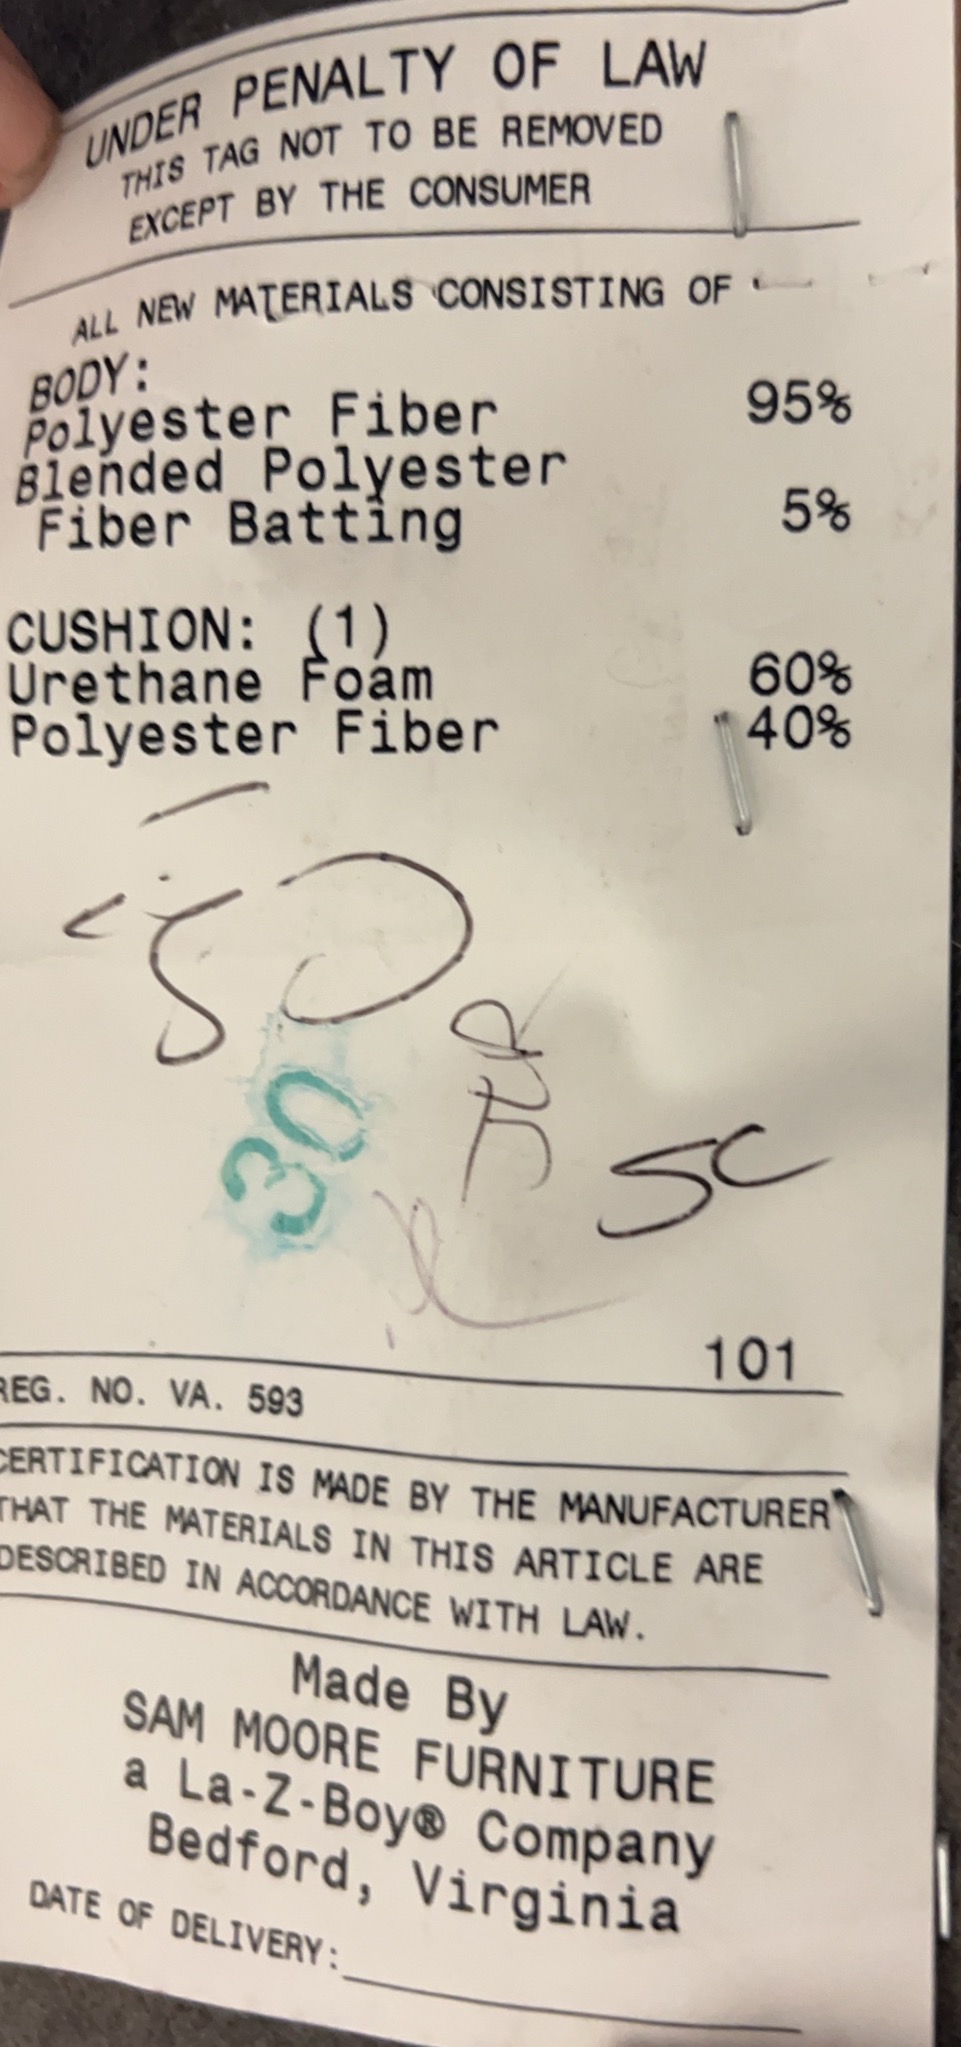 UNDER PENALTY OF LAW
THIS TAG NOT TO BE REMOVED
EXCEPT BY THE CONSUMER
ALL NEW MATERIALS CONSISTING OF
BODY:
Polyester Fiber 95%
Blended Polyester
Fiber Batting 5%
CUSHION: (1)
Urethane Foam 60%
Polyester Fiber 40%
30
SC
101
REG. NO. VA. 593
CERTIFICATION IS MADE BY THE MANUFACTURER
THAT THE MATERIALS IN THIS ARTICLE ARE
DESCRIBED IN ACCORDANCE WITH LAW.
Made By
SAM MOORE FURNITURE
a La-Z-Boy® Company
Bedford, Virginia
DATE OF DELIVERY: